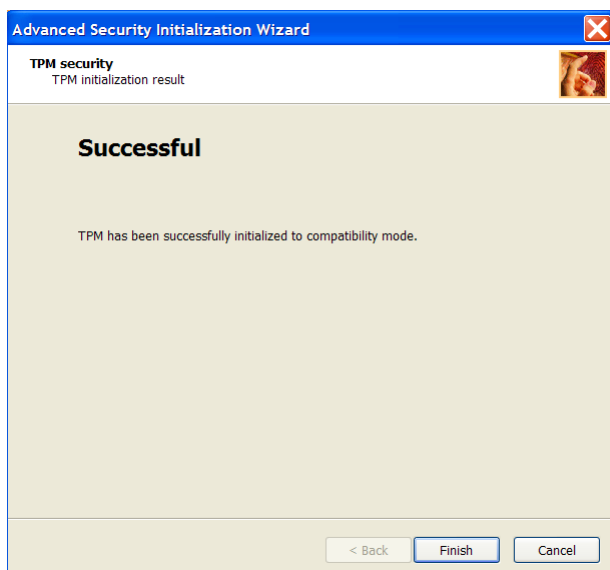 Advanced Security Initialization Wizard
TPM security
TPM initialization result
Successful
TPM has been successfully initialized to compatibility mode.
< Back Finish Cancel